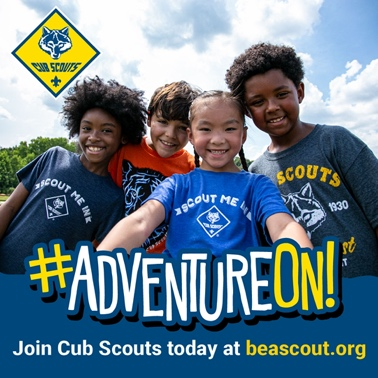 CUB SCOUTS
SCOUT ME IN
SCOUT ME IN
SCOUTS
1930
#ADVENTUREON!
Join Cub Scouts today at beascout.org